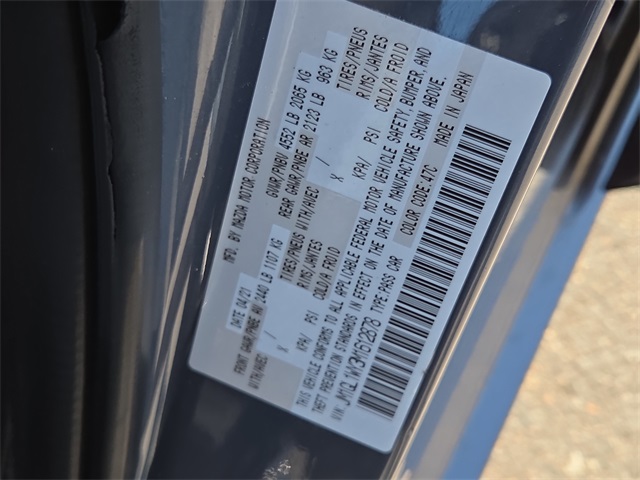 MFD. BY MAZDA MOTOR CORPORATION
DATE 04/21 GVWR/PNBV 4552 LB 2065 KG
FRONT GAWR/PNBE AV 2440 LB 1107 KG REAR GAWR/PNBE AR 2123 LB 963 KG
WITH/AVEC TIRES/PNEUS WITH/AVEC TIRES/PNEUS
RIMS/JANTES X / RIMS/JANTES
KPA/ PSI COLD/A FROID KPA/ PSI COLD/A FROID
THIS VEHICLE CONFORMS TO ALL APPLICABLE FEDERAL MOTOR VEHICLE SAFETY, BUMPER, AND
THEFT PREVENTION STANDARDS IN EFFECT ON THE DATE OF MANUFACTURE SHOWN ABOVE.
TYPE:PASS CAR COLOR CODE:47C MADE IN JAPAN